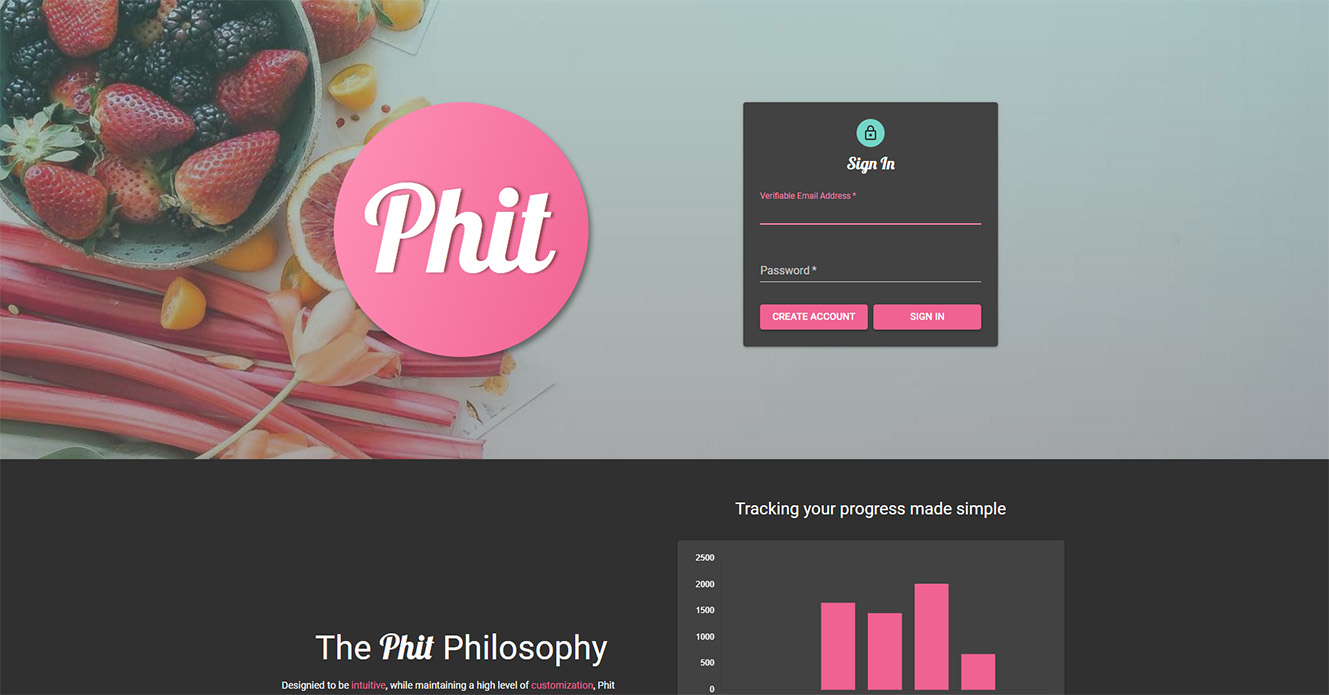 Phit
Sign In
Verifiable Email Address *
Password *
CREATE ACCOUNT
SIGN IN
Tracking your progress made simple
2500
2000
1500
1000
500
0
The Phit Philosophy
Designied to be intuitive, while maintaining a high level of customization, Phit